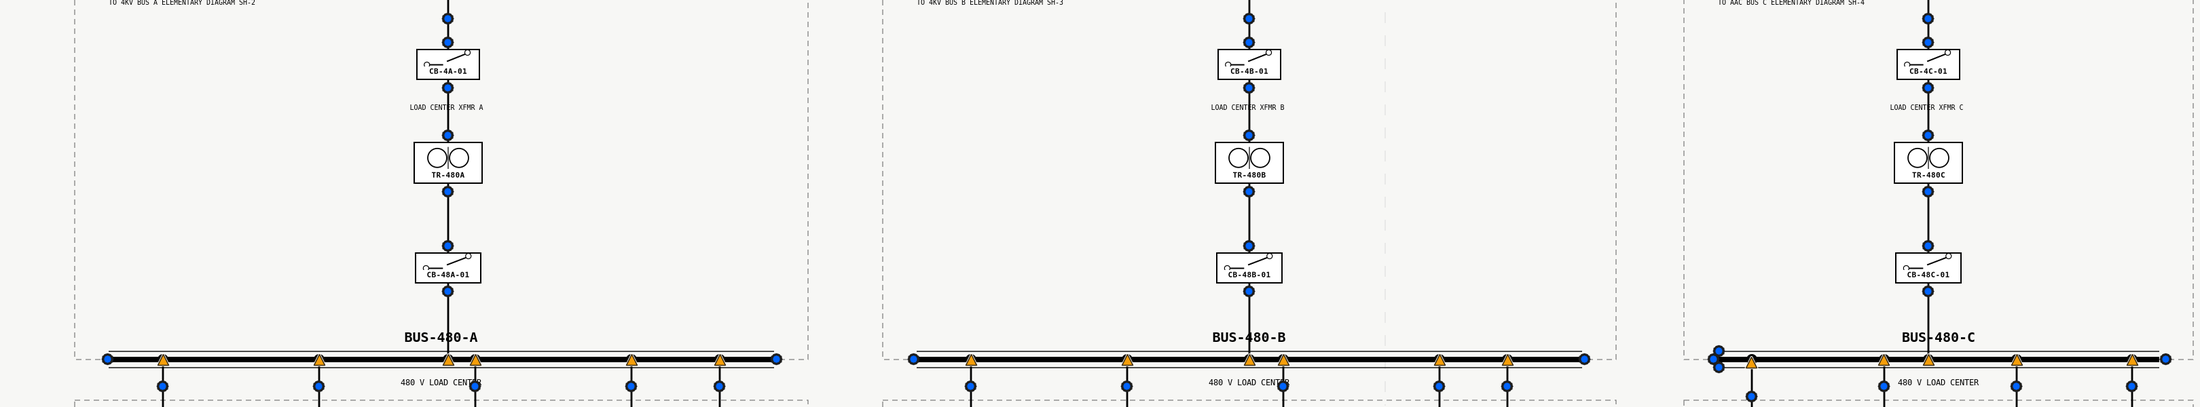 TO 4KV BUS A ELEMENTARY DIAGRAM SH-2
TO 4KV BUS B ELEMENTARY DIAGRAM SH-3
TO AAC BUS C ELEMENTARY DIAGRAM SH-4
CB-4A-01
CB-4B-01
CB-4C-01
LOAD CENTER XFMR A
LOAD CENTER XFMR B
LOAD CENTER XFMR C
TR-480A
TR-480B
TR-480C
CB-48A-01
CB-48B-01
CB-48C-01
BUS-480-A
BUS-480-B
BUS-480-C
480 V LOAD CENTER
480 V LOAD CENTER
480 V LOAD CENTER